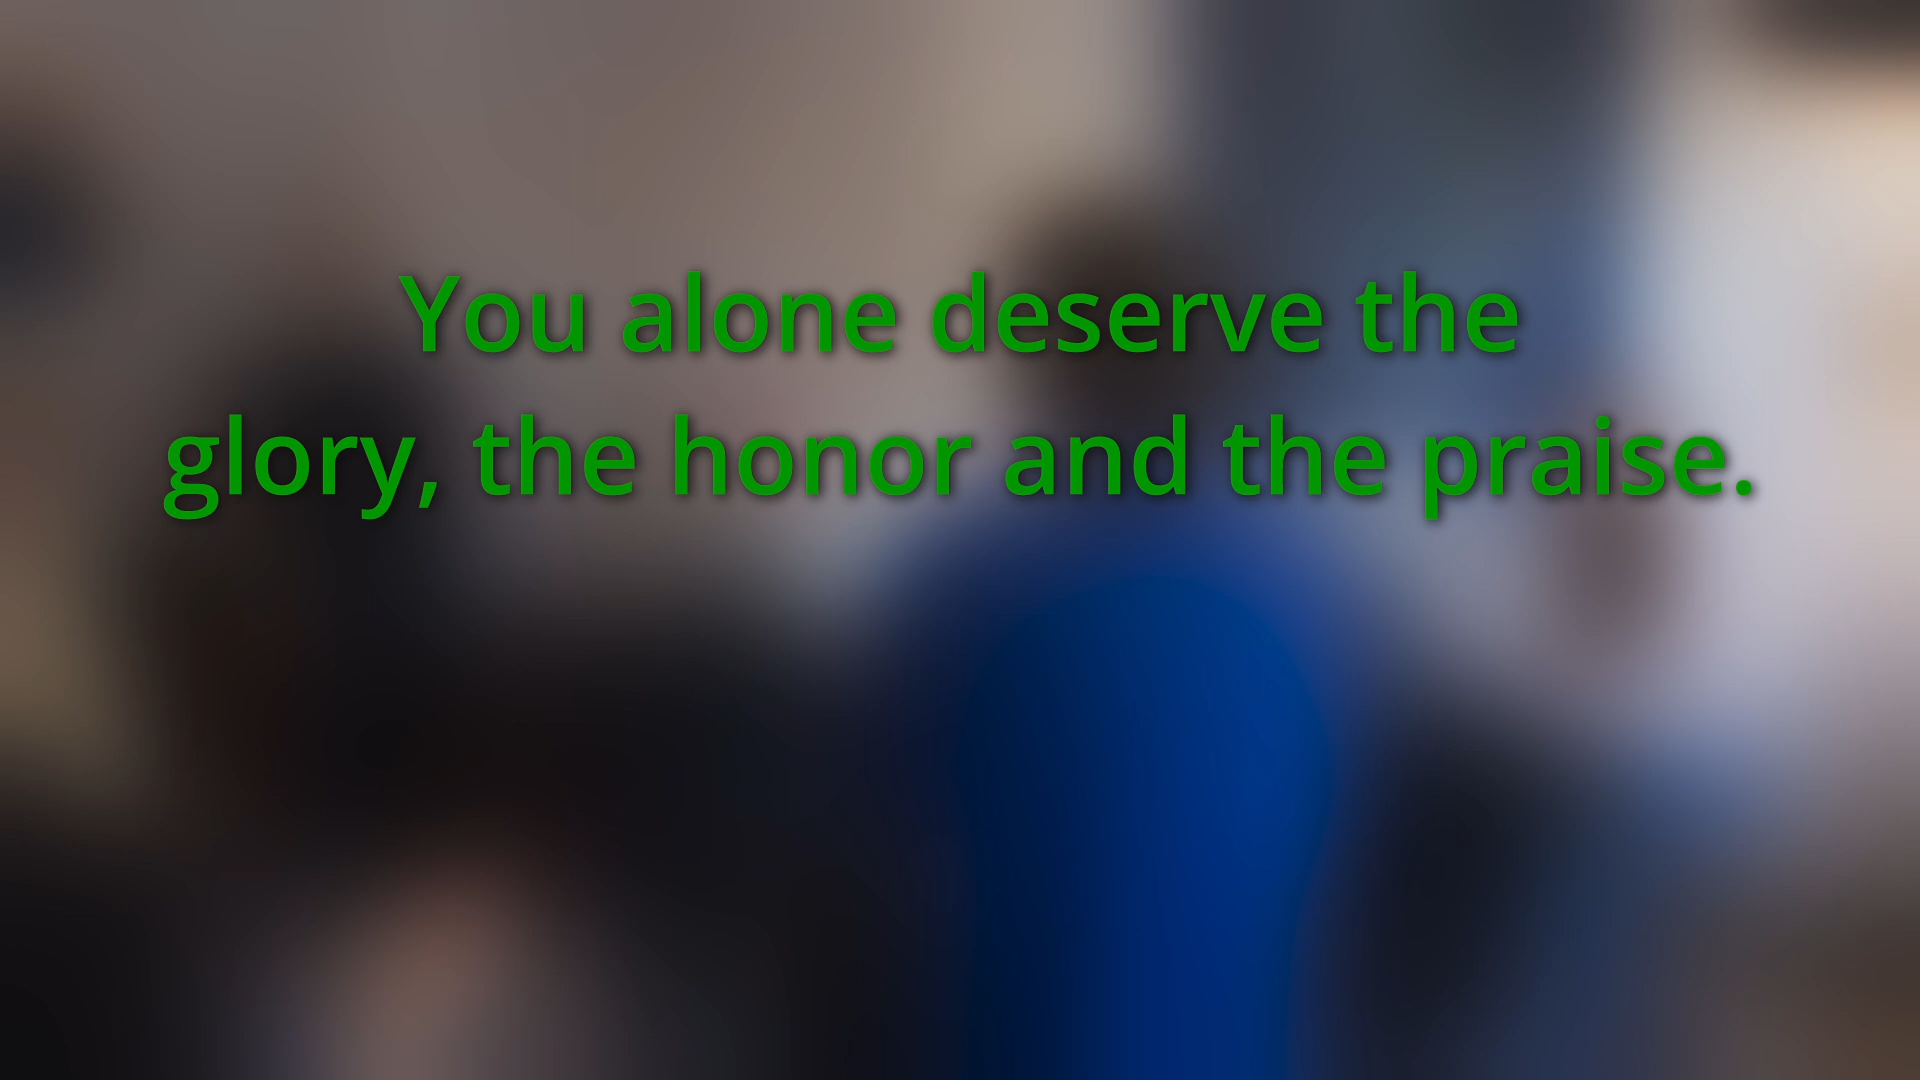 You alone deserve the
glory, the honor and the praise.